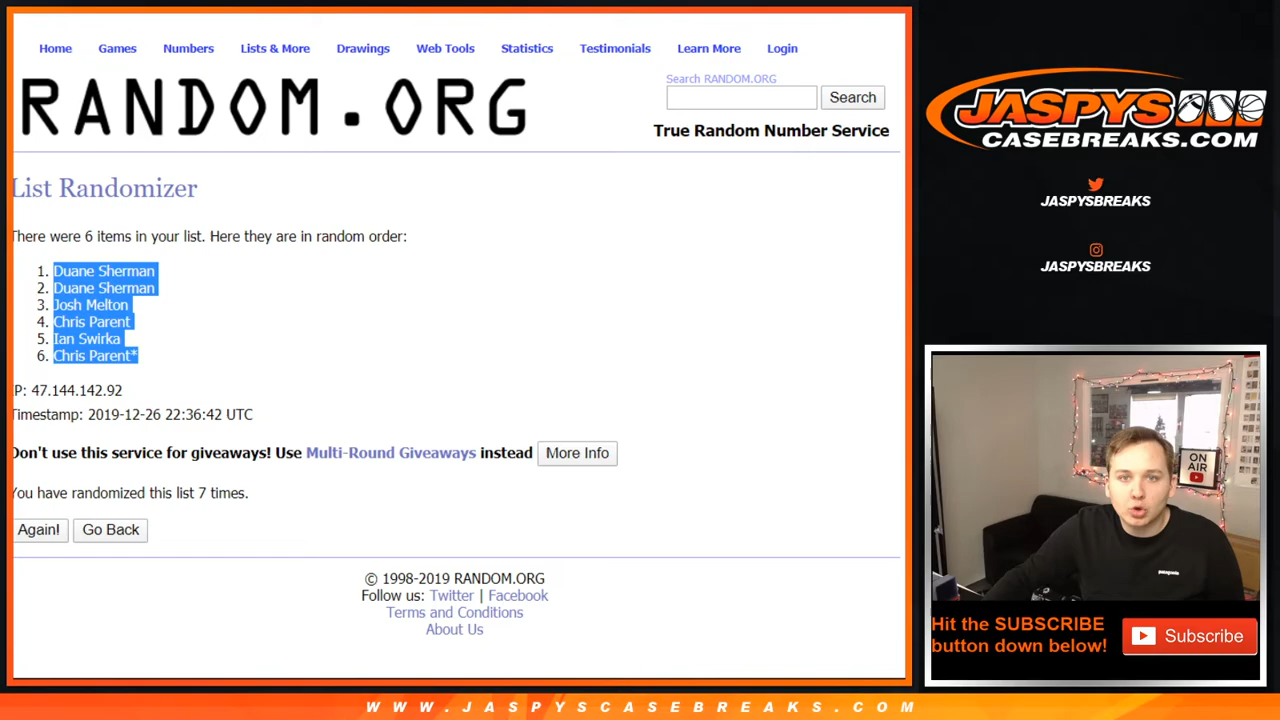 Home Games Numbers Lists & More Drawings Web Tools Statistics Testimonials Learn More Login
Search RANDOM.ORG
RANDOM.ORG
Search
True Random Number Service
List Randomizer
There were 6 items in your list. Here they are in random order:
1. Duane Sherman
2. Duane Sherman
3. Josh Melton
4. Chris Parent
5. Ian Swirka
6. Chris Parent*
IP: 47.144.142.92
Timestamp: 2019-12-26 22:36:42 UTC
Don't use this service for giveaways! Use Multi-Round Giveaways instead More Info
You have randomized this list 7 times.
Again! Go Back
© 1998-2019 RANDOM.ORG
Follow us: Twitter | Facebook
Terms and Conditions
About Us
JASPYS
CASEBREAKS.COM
JASPYSBREAKS
JASPYSBREAKS
ON
AIR
patagonia
Hit the SUBSCRIBE
button down below!
Subscribe
WWW.JASPYSCASEBREAKS.COM